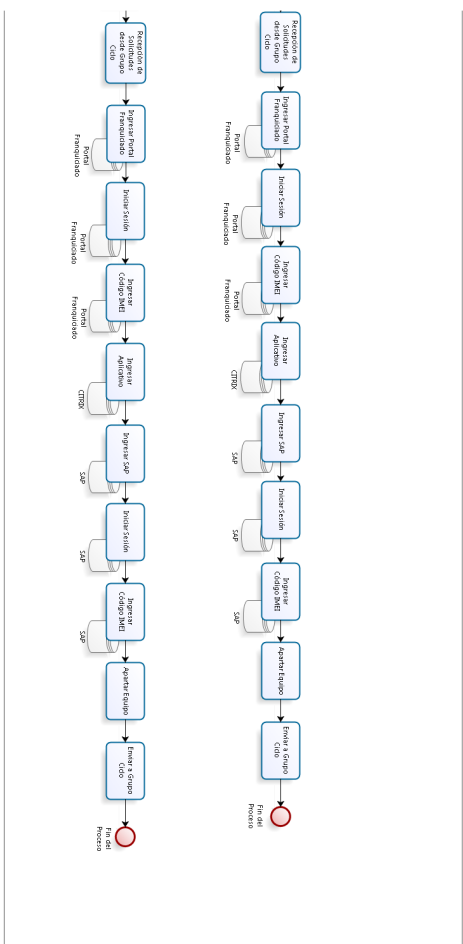 Recepción de
Solicitudes
desde Grupo
Ciclo
Ingresar Portal
Franquiciado
Portal
Franquiciado
Iniciar Sesión
Portal
Franquiciado
Ingresar
Código IMEI
Portal
Franquiciado
Ingresar
Aplicativo
CITRIX
Ingresar SAP
SAP
Iniciar Sesión
SAP
Ingresar
Código IMEI
SAP
Apartar Equipo
Enviar a Grupo
Ciclo
Fin del
Proceso
Recepción de
Solicitudes
desde Grupo
Ciclo
Ingresar Portal
Franquiciado
Portal
Franquiciado
Iniciar Sesión
Portal
Franquiciado
Ingresar
Código IMEI
Portal
Franquiciado
Ingresar
Aplicativo
CITRIX
Ingresar SAP
SAP
Iniciar Sesión
SAP
Ingresar
Código IMEI
SAP
Apartar Equipo
Enviar a Grupo
Ciclo
Fin del
Proceso